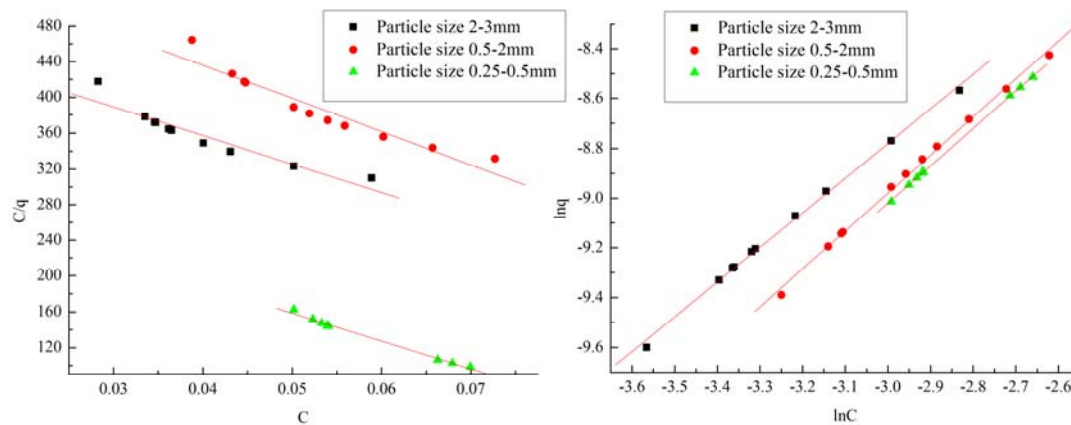 Particle size 2-3mm
Particle size 0.5-2mm
Particle size 0.25-0.5mm
480
440
400
360
320
280
240
200
160
120
C/q
0.03 0.04 0.05 0.06 0.07
C
Particle size 2-3mm
Particle size 0.5-2mm
Particle size 0.25-0.5mm
-8.4
-8.6
-8.8
-9.0
-9.2
-9.4
-9.6
lnq
-3.6 -3.5 -3.4 -3.3 -3.2 -3.1 -3.0 -2.9 -2.8 -2.7 -2.6
lnC